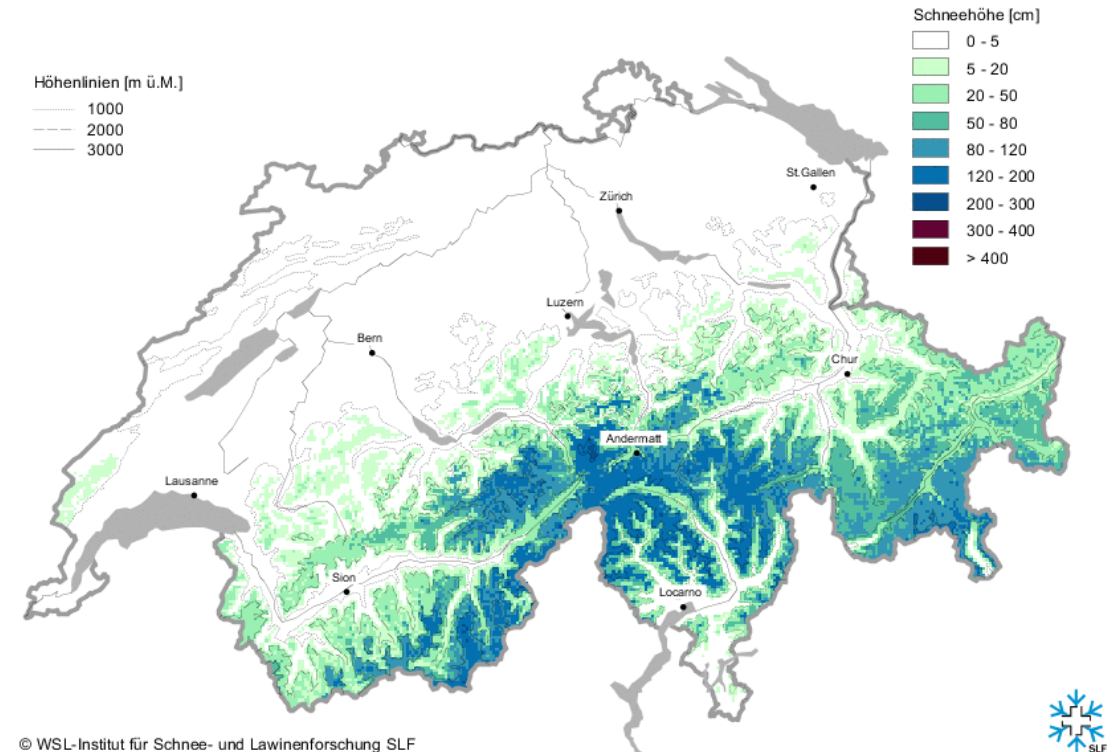 Schneehöhe [cm]
0 - 5
5 - 20
20 - 50
50 - 80
80 - 120
120 - 200
200 - 300
300 - 400
> 400
Höhenlinien [m ü.M.]
1000
2000
3000
St.Gallen
Zürich
Luzern
Bern
Chur
Andermatt
Lausanne
Sion
Locarno
© WSL-Institut für Schnee- und Lawinenforschung SLF
SLF